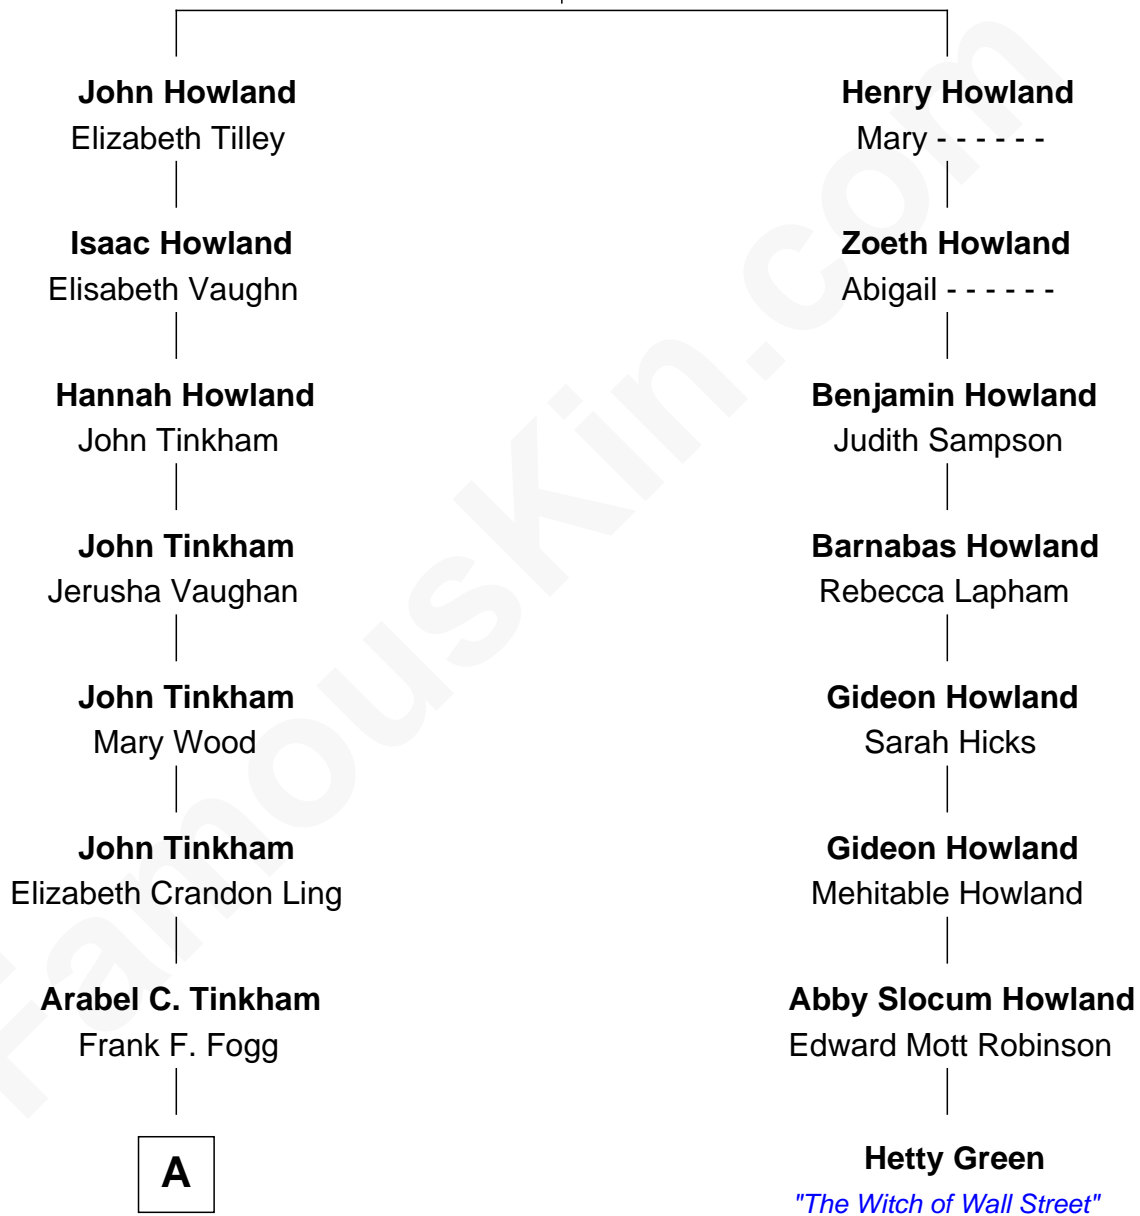 John Howland
Elizabeth Tilley
Isaac Howland
Elisabeth Vaughn
Hannah Howland
John Tinkham
John Tinkham
Jerusha Vaughan
John Tinkham
Mary Wood
John Tinkham
Elizabeth Crandon Ling
Arabel C. Tinkham
Frank F. Fogg
A
Henry Howland
Mary - - - - - -
Zoeth Howland
Abigail - - - - - -
Benjamin Howland
Judith Sampson
Barnabas Howland
Rebecca Lapham
Gideon Howland
Sarah Hicks
Gideon Howland
Mehitable Howland
Abby Slocum Howland
Edward Mott Robinson
Hetty Green
"The Witch of Wall Street"
FamousKin.com